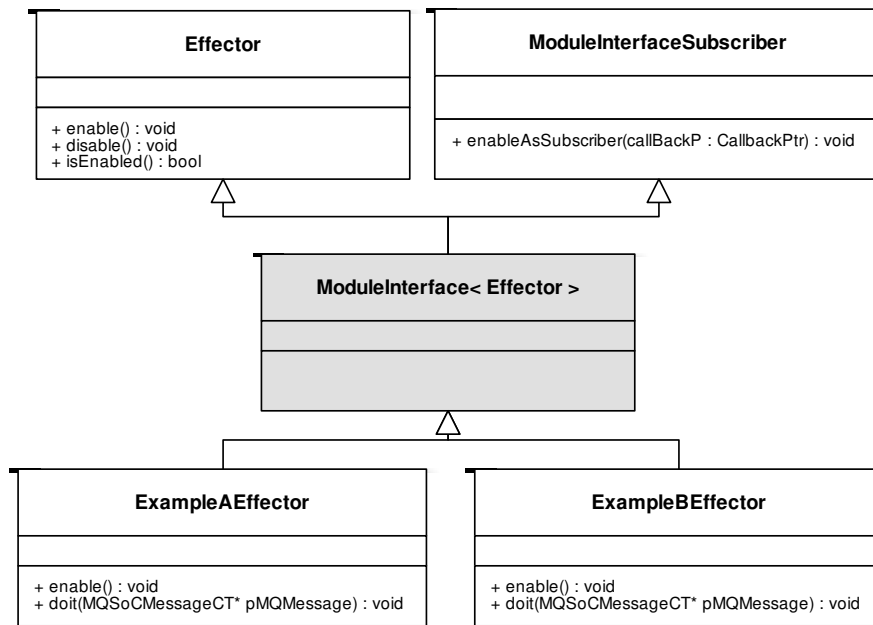 Effector
+ enable() : void
+ disable() : void
+ isEnabled() : bool
ModuleInterfaceSubscriber
+ enableAsSubscriber(callBackP : CallbackPtr) : void
ModuleInterface< Effector >
ExampleAEffector
+ enable() : void
+ doit(MQSoCMessageCT* pMQMessage) : void
ExampleBEffector
+ enable() : void
+ doit(MQSoCMessageCT* pMQMessage) : void